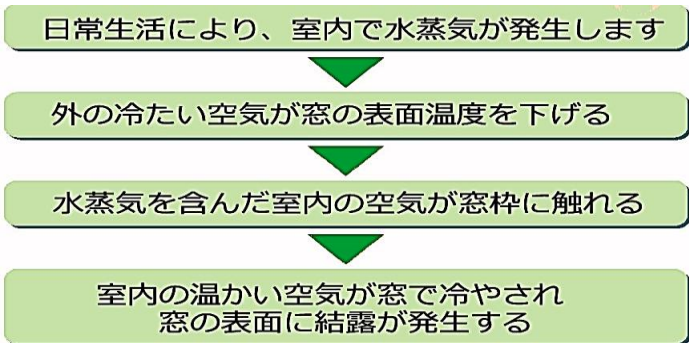 日常生活により、室内で水蒸気が発生します
外の冷たい空気が窓の表面温度を下げる
水蒸気を含んだ室内の空気が窓枠に触れる
室内の温かい空気が窓で冷やされ
窓の表面に結露が発生する